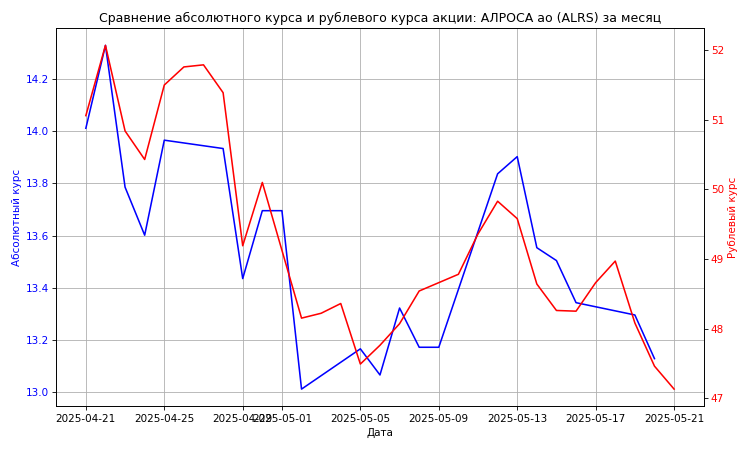 Сравнение абсолютного курса и рублевого курса акции: АЛРОСА ао (ALRS) за месяц
14.2
14.0
13.8
13.6
13.4
13.2
13.0
Абсолютный курс
52
51
50
49
48
47
Рублевый курс
2025-04-21 2025-04-25 2025-04-29 2025-05-01 2025-05-05 2025-05-09 2025-05-13 2025-05-17 2025-05-21
Дата